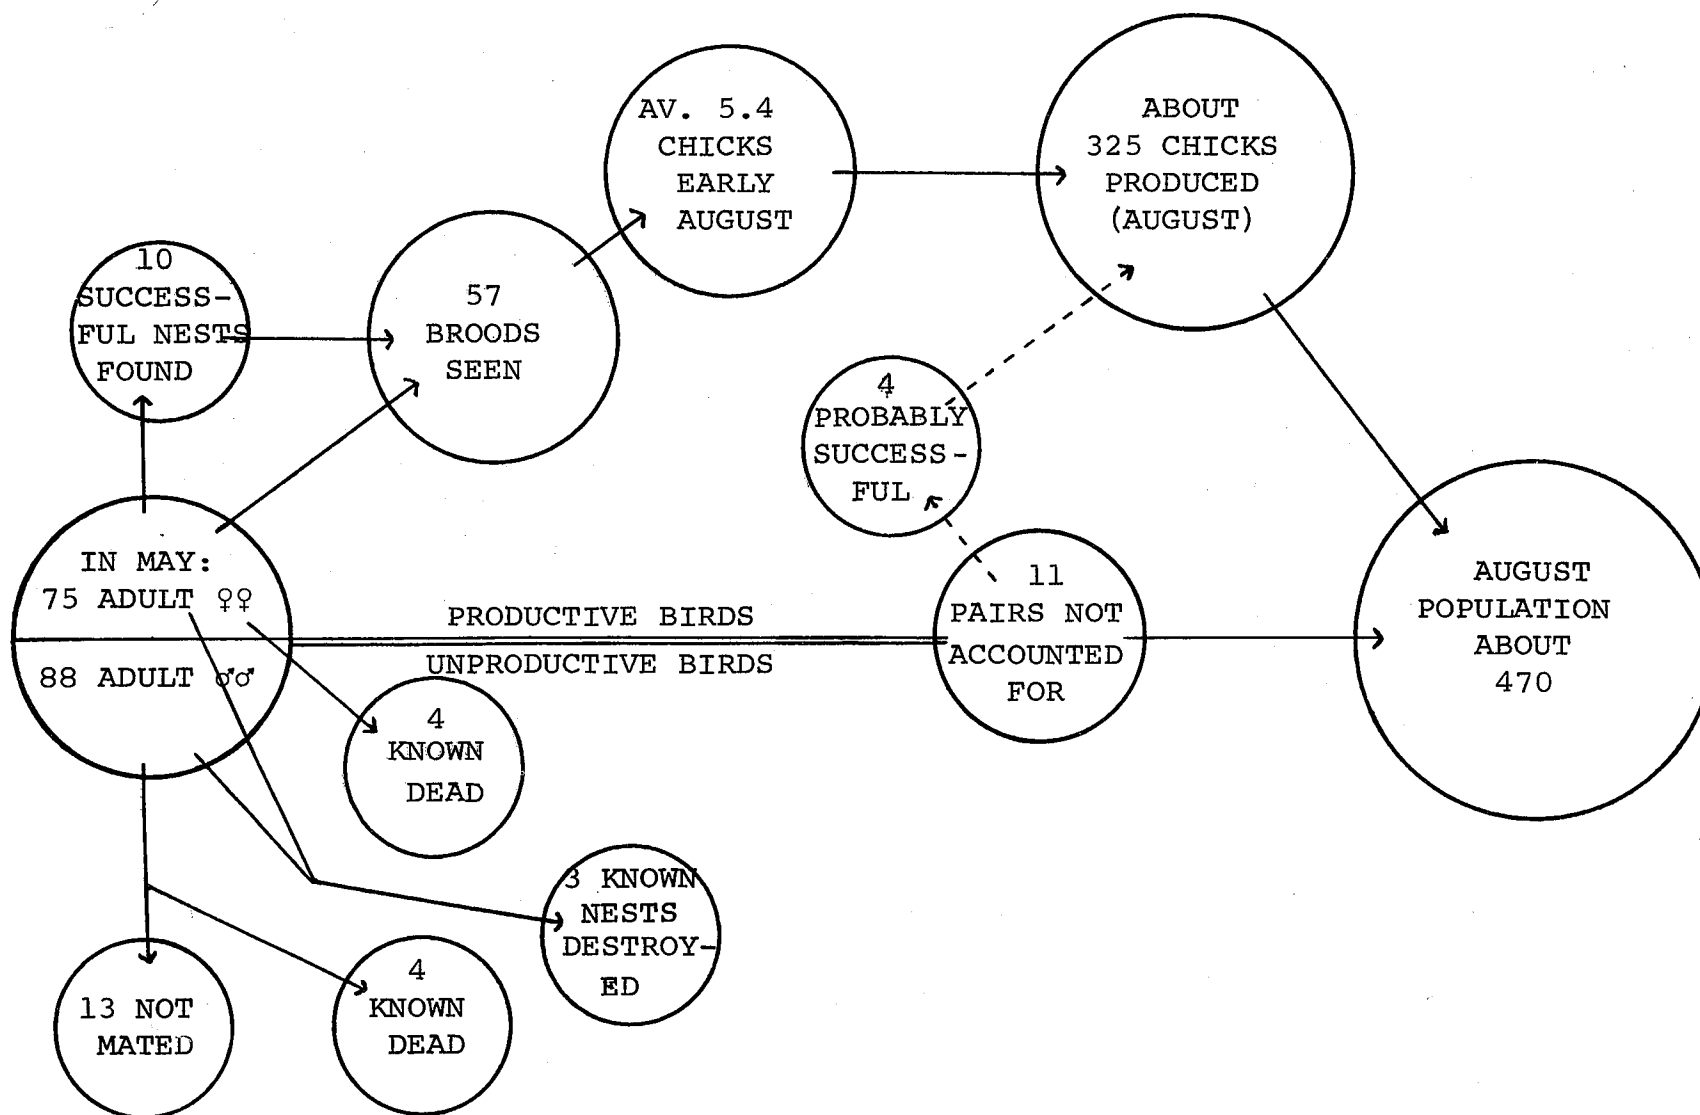 AV. 5.4
CHICKS
EARLY
AUGUST
ABOUT
325 CHICKS
PRODUCED
(AUGUST)
10
SUCCESS-
FUL NESTS
FOUND
57
BROODS
SEEN
4
PROBABLY
SUCCESS-
FUL
IN MAY:
75 ADULT ♀♀
88 ADULT ♂♂
PRODUCTIVE BIRDS
UNPRODUCTIVE BIRDS
11
PAIRS NOT
ACCOUNTED
FOR
AUGUST
POPULATION
ABOUT
470
4
KNOWN
DEAD
3 KNOWN
NESTS
DESTROY-
ED
13 NOT
MATED
4
KNOWN
DEAD